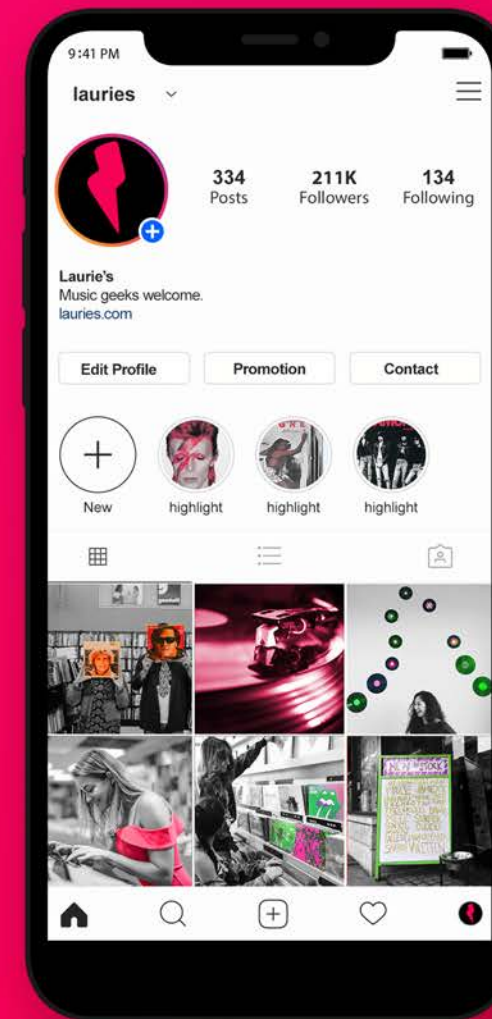 9:41 PM
lauries
334 211K 134
Posts Followers Following
Laurie's
Music geeks welcome.
lauries.com
Edit Profile Promotion Contact
New highlight highlight highlight